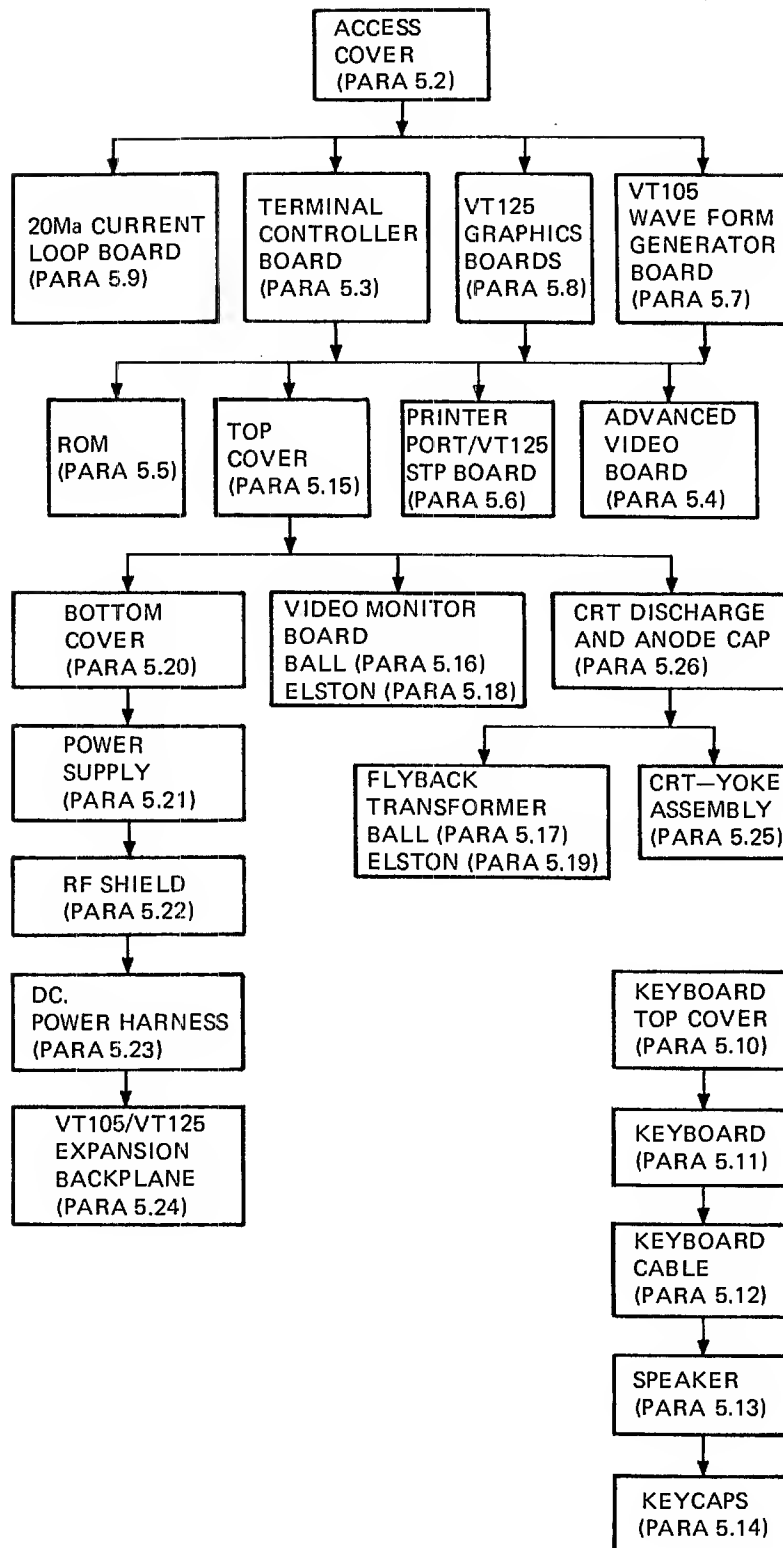 ACCESS
COVER
(PARA 5.2)
20Ma CURRENT
LOOP BOARD
(PARA 5.9)
TERMINAL
CONTROLLER
BOARD
(PARA 5.3)
VT125
GRAPHICS
BOARDS
(PARA 5.8)
VT105
WAVE FORM
GENERATOR
BOARD
(PARA 5.7)
ROM
(PARA 5.5)
TOP
COVER
(PARA 5.15)
PRINTER
PORT/VT125
STP BOARD
(PARA 5.6)
ADVANCED
VIDEO
BOARD
(PARA 5.4)
BOTTOM
COVER
(PARA 5.20)
VIDEO MONITOR
BOARD
BALL (PARA 5.16)
ELSTON (PARA 5.18)
CRT DISCHARGE
AND ANODE CAP
(PARA 5.26)
POWER
SUPPLY
(PARA 5.21)
FLYBACK
TRANSFORMER
BALL (PARA 5.17)
ELSTON (PARA 5.19)
CRT—YOKE
ASSEMBLY
(PARA 5.25)
RF SHIELD
(PARA 5.22)
DC.
POWER HARNESS
(PARA 5.23)
VT105/VT125
EXPANSION
BACKPLANE
(PARA 5.24)
KEYBOARD
TOP COVER
(PARA 5.10)
KEYBOARD
(PARA 5.11)
KEYBOARD
CABLE
(PARA 5.12)
SPEAKER
(PARA 5.13)
KEYCAPS
(PARA 5.14)